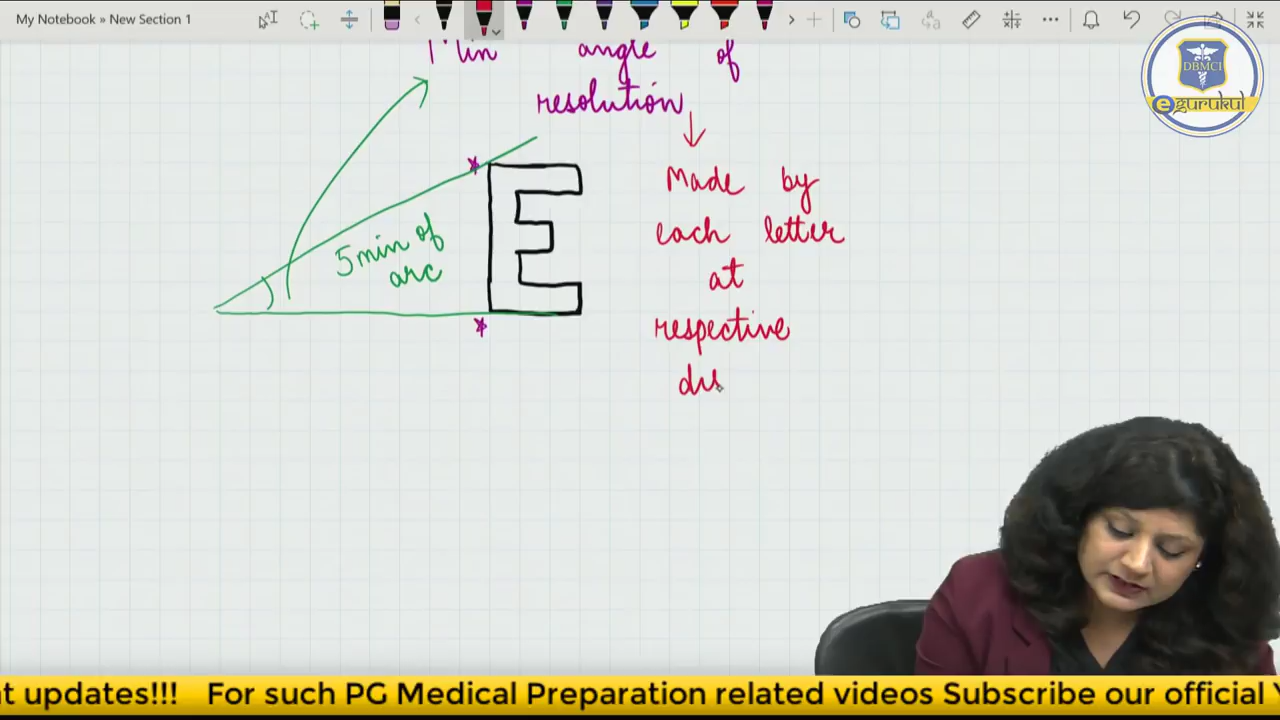 My Notebook » New Section 1
DBMCI
egurukul
Min angle of
resolution
Made by
each letter
at
respective
dis
5 min of
arc
E
t updates!!! For such PG Medical Preparation related videos Subscribe our official Y